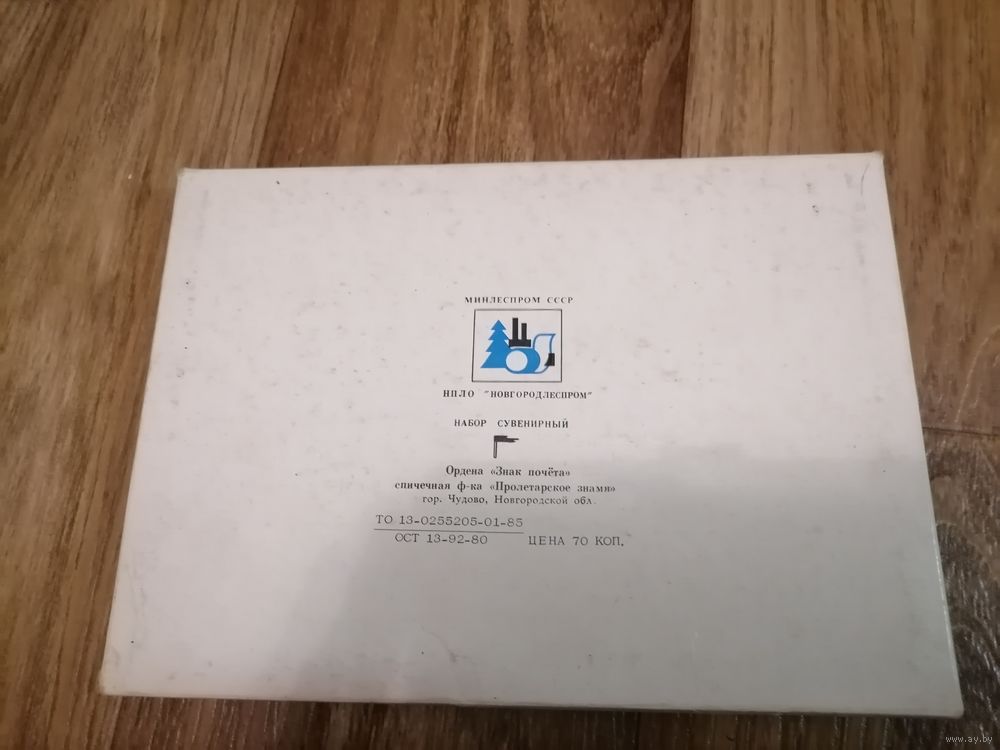 МИНЛЕСПРОМ СССР
НПЛО "НОВГОРОДЛЕСПРОМ"
НАБОР СУВЕНИРНЫЙ
Ордена «Знак почёта»
спичечная ф-ка «Пролетарское знамя»
гор. Чудово, Новгородской обл.
ТО 13-0255205-01-85
ОСТ 13-92-80 ЦЕНА 70 КОП.
www.ay.by